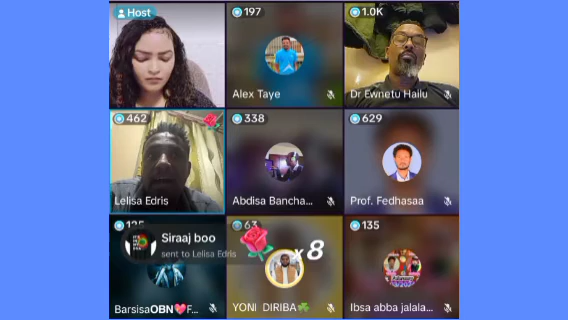 Host
197
1.0K
Alex Taye
Dr Ewnetu Hailu
462
338
629
Lelisa Edris
Abdisa Bancha...
Prof. Fedhasaa
63
135
Siraaj boo
sent to Lelisa Edris
x 8
BarsisaOBN💖F...
YONI DIRIBA☘️
Ibsa abba jalala...